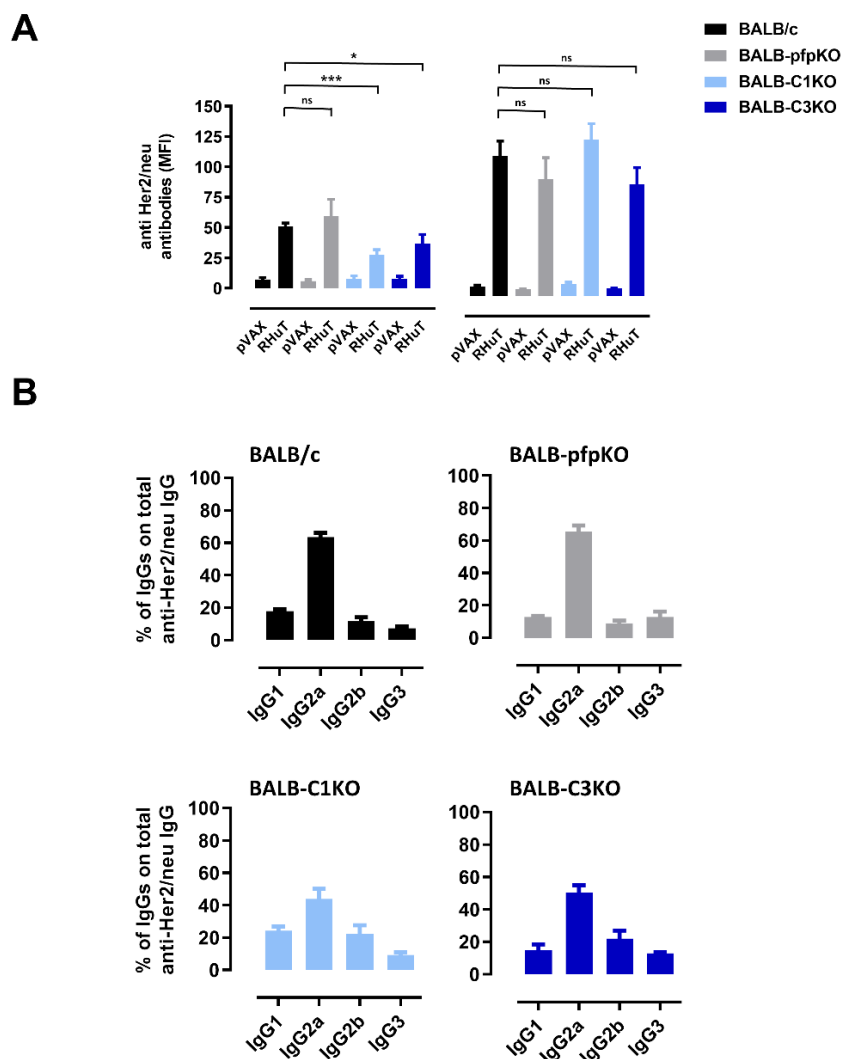 A
BALB/c
BALB-pfpKO
BALB-C1KO
BALB-C3KO
anti Her2/neu
antibodies (MFI)
150
125
100
75
50
25
0
*
***
ns
ns
ns
ns
pVAX
RHuT
pVAX
RHuT
pVAX
RHuT
pVAX
RHuT
pVAX
RHuT
pVAX
RHuT
pVAX
RHuT
pVAX
RHuT
B
BALB/c
% of IgGs on total
anti-Her2/neu IgG
100
80
60
40
20
0
IgG1
IgG2a
IgG2b
IgG3
BALB-pfpKO
100
80
60
40
20
0
IgG1
IgG2a
IgG2b
IgG3
BALB-C1KO
% of IgGs on total
anti-Her2/neu IgG
100
80
60
40
20
0
IgG1
IgG2a
IgG2b
IgG3
BALB-C3KO
100
80
60
40
20
0
IgG1
IgG2a
IgG2b
IgG3